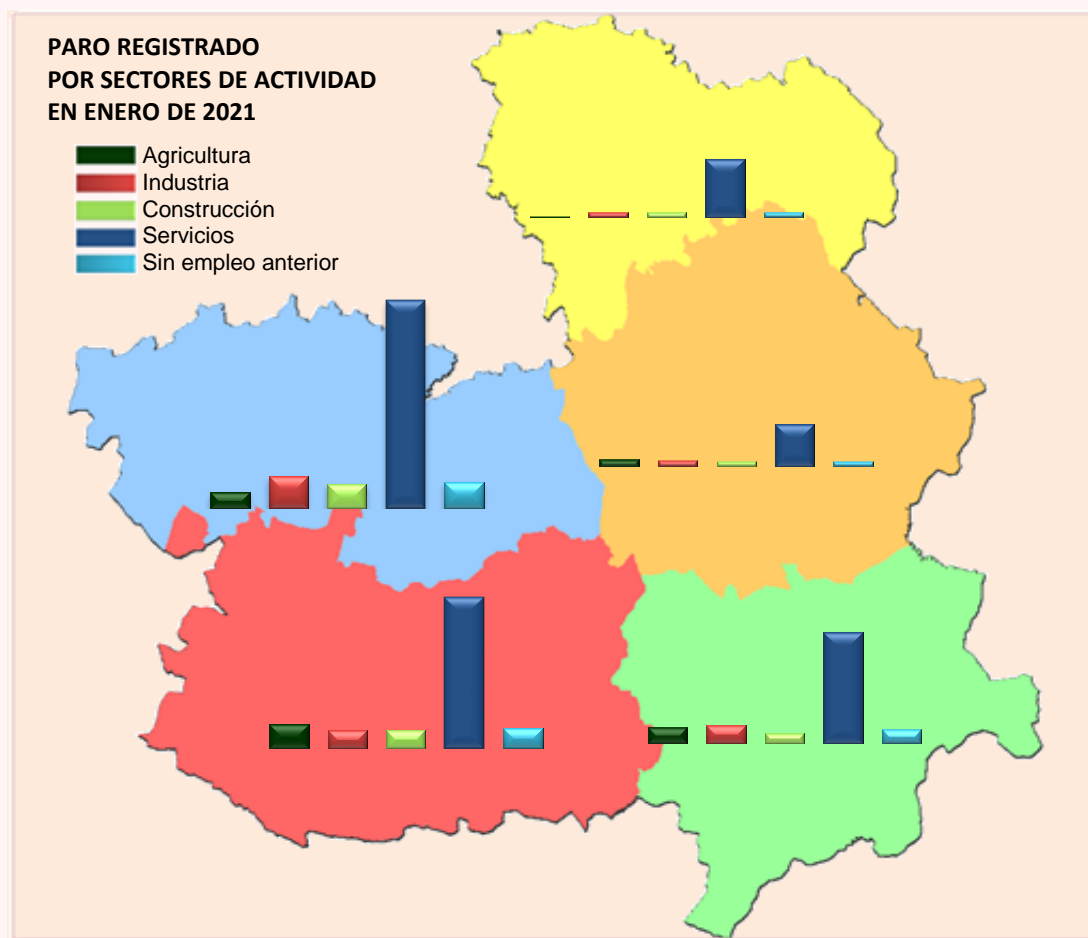 PARO REGISTRADO
POR SECTORES DE ACTIVIDAD
EN ENERO DE 2021
Agricultura
Industria
Construcción
Servicios
Sin empleo anterior